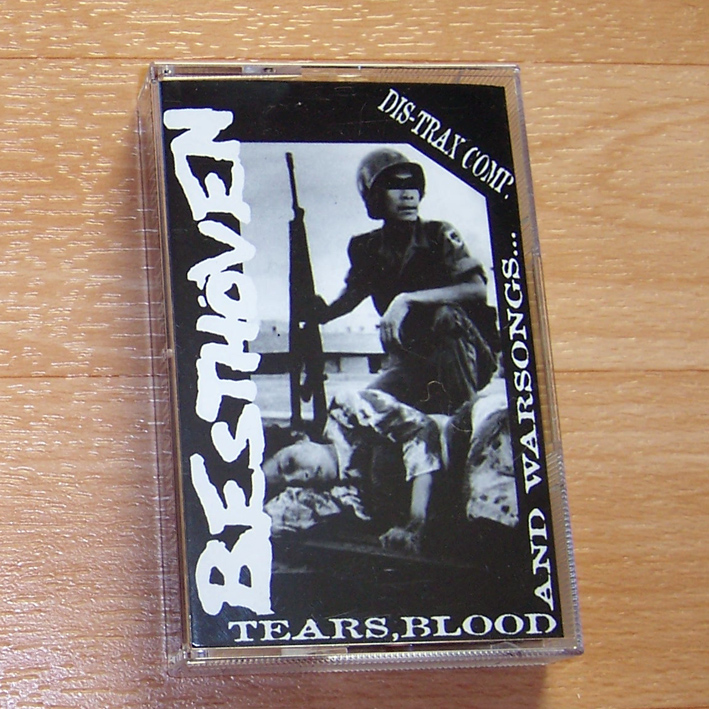 BESTHÖVEN
DIS-TRAX COMP.
TEARS,BLOOD
AND WARSONGS...